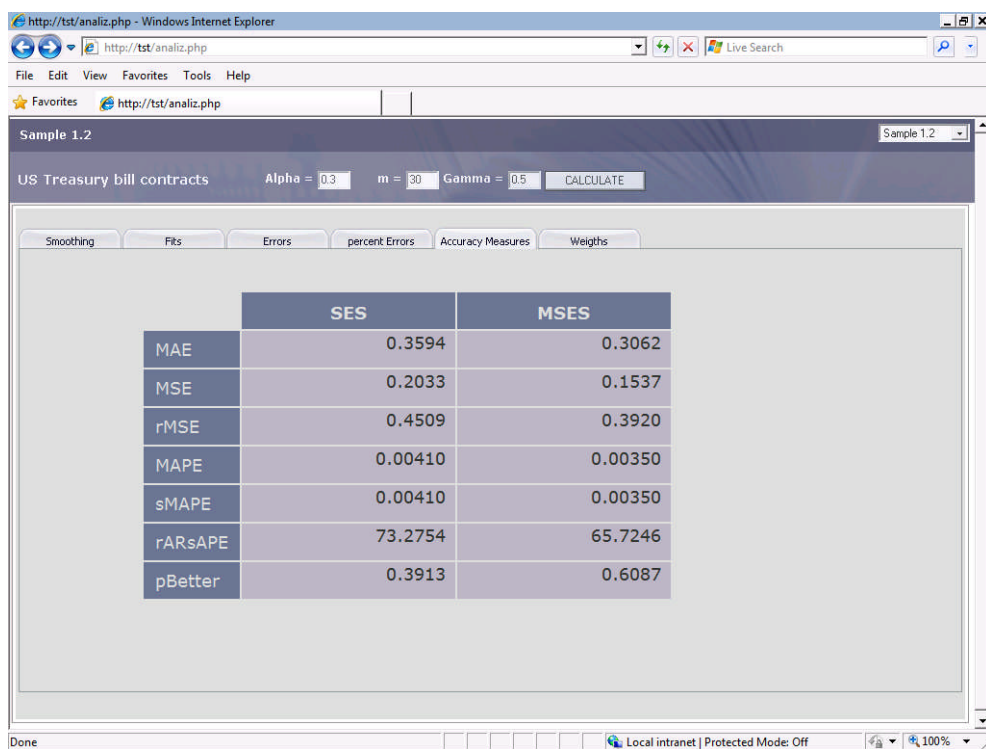 http://tst/analiz.php - Windows Internet Explorer
http://tst/analiz.php
Live Search
File Edit View Favorites Tools Help
Favorites http://tst/analiz.php
Sample 1.2 Sample 1.2
US Treasury bill contracts Alpha = 0.3 m = 30 Gamma = 0.5 CALCULATE
Smoothing Fits Errors percent Errors Accuracy Measures Weigths
SES MSES
MAE 0.3594 0.3062
MSE 0.2033 0.1537
rMSE 0.4509 0.3920
MAPE 0.00410 0.00350
sMAPE 0.00410 0.00350
rARsAPE 73.2754 65.7246
pBetter 0.3913 0.6087
Done Local intranet | Protected Mode: Off 100%